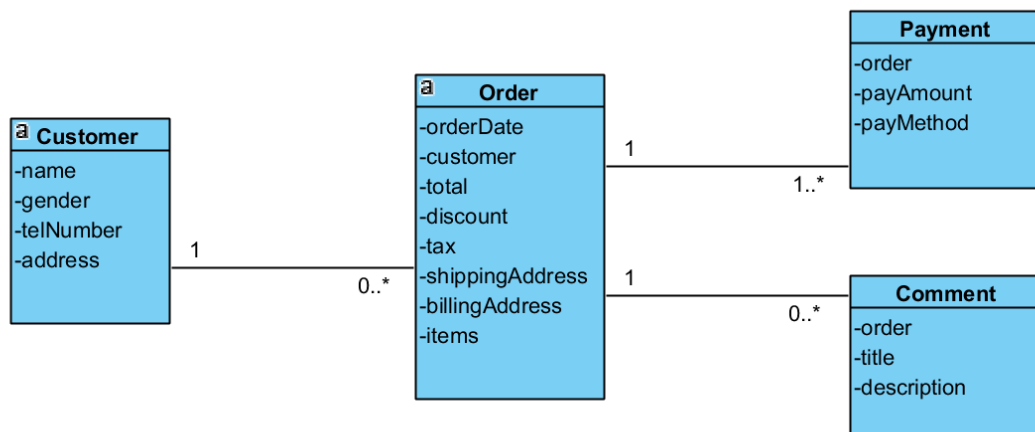 a Customer
-name
-gender
-telNumber
-address
1
0..*
a Order
-orderDate
-customer
-total
-discount
-tax
-shippingAddress
-billingAddress
-items
1
1..*
1
0..*
Payment
-order
-payAmount
-payMethod
Comment
-order
-title
-description